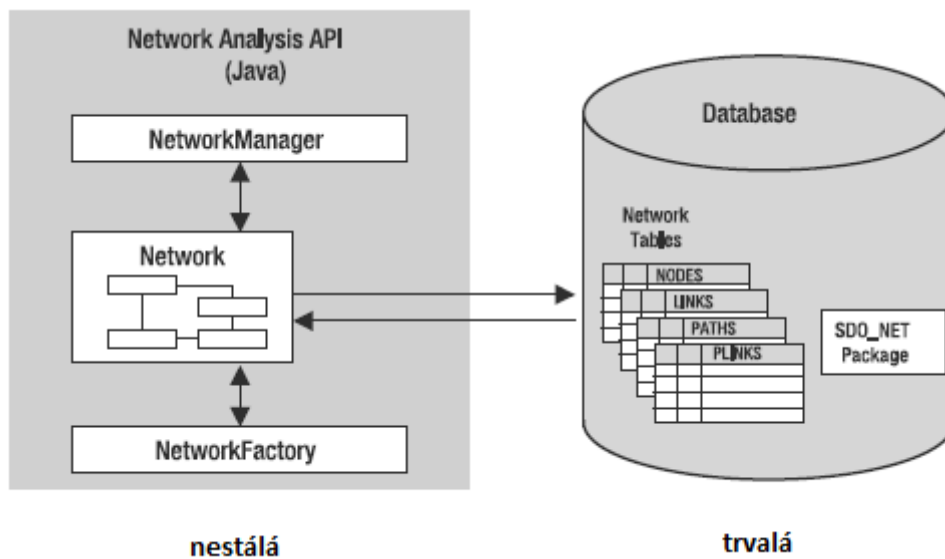 Network Analysis API
(Java)
NetworkManager
Network
NetworkFactory
Database
Network
Tables
NODES
LINKS
PATHS
PLINKS
SDO_NET
Package
nestálá
trvalá